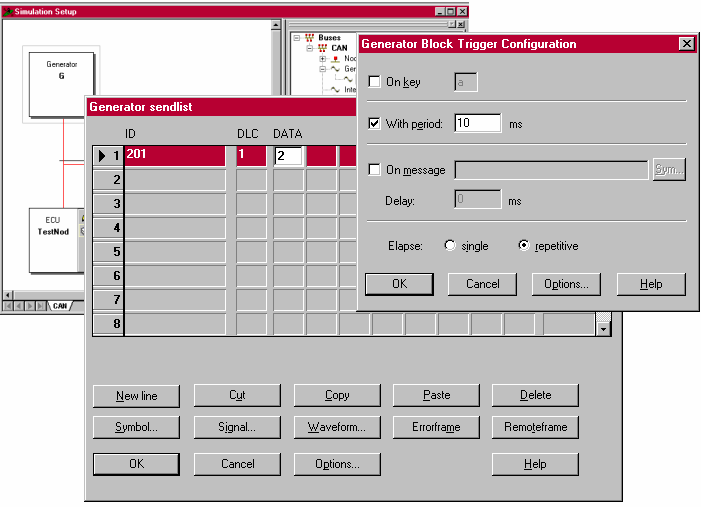 Simulation Setup
Generator
G
ECU
TestNod
CAN
Buses
CAN
Generator Block Trigger Configuration
On key
a
With period:
10
ms
On message
Sym...
Delay:
0
ms
Elapse:
single
repetitive
OK
Cancel
Options...
Help
Generator sendlist
ID
DLC
DATA
1
201
1
2
2
3
4
5
6
7
8
New line
Cut
Copy
Paste
Delete
Symbol...
Signal...
Waveform...
Errorframe
Remoteframe
OK
Cancel
Options...
Help